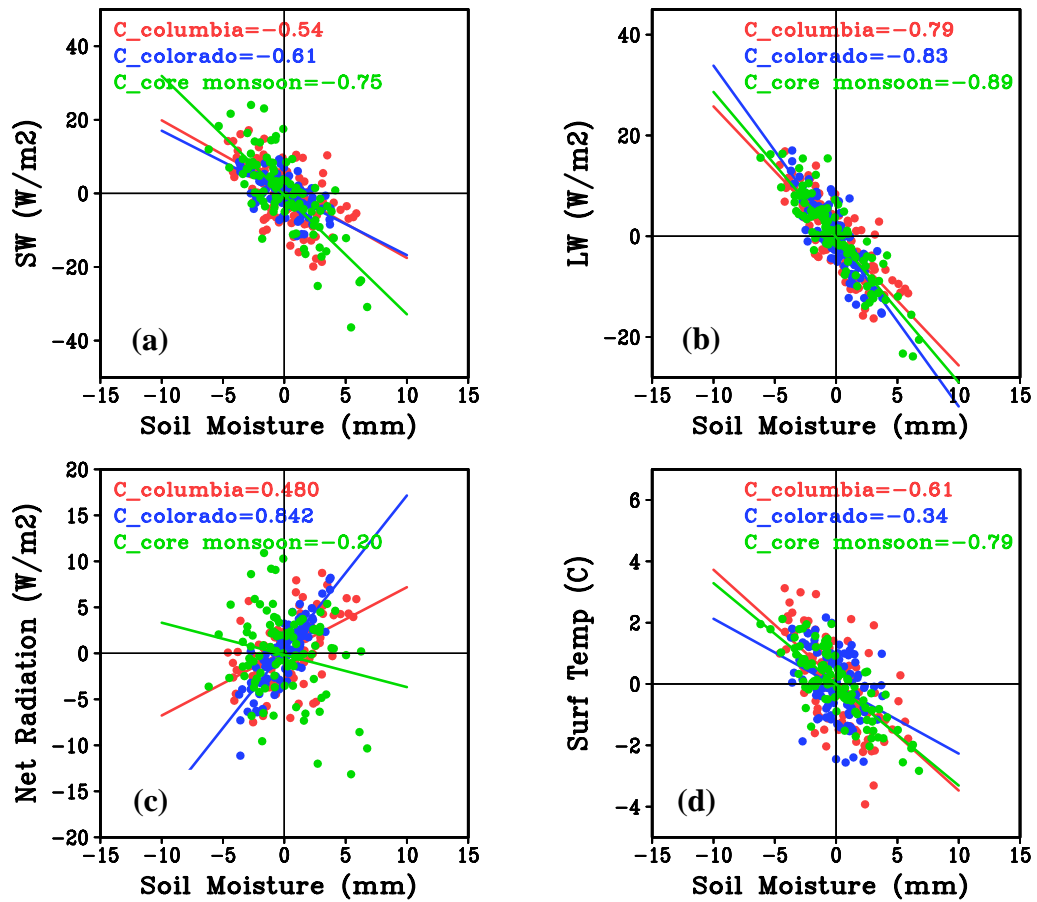 C_columbia=-0.54
C_colorado=-0.61
C_core monsoon=-0.75
40
20
0
-20
-40
SW (W/m2)
(a)
-15 -10 -5 0 5 10 15
Soil Moisture (mm)
C_columbia=-0.79
C_colorado=-0.83
C_core monsoon=-0.89
40
20
0
-20
LW (W/m2)
(b)
-15 -10 -5 0 5 10 15
Soil Moisture (mm)
C_columbia=0.480
C_colorado=0.842
C_core monsoon=-0.20
20
15
10
5
0
-5
-10
-15
-20
Net Radiation (W/m2)
(c)
-15 -10 -5 0 5 10 15
Soil Moisture (mm)
C_columbia=-0.61
C_colorado=-0.34
C_core monsoon=-0.79
6
4
2
0
-2
-4
Surf Temp (C)
(d)
-15 -10 -5 0 5 10 15
Soil Moisture (mm)